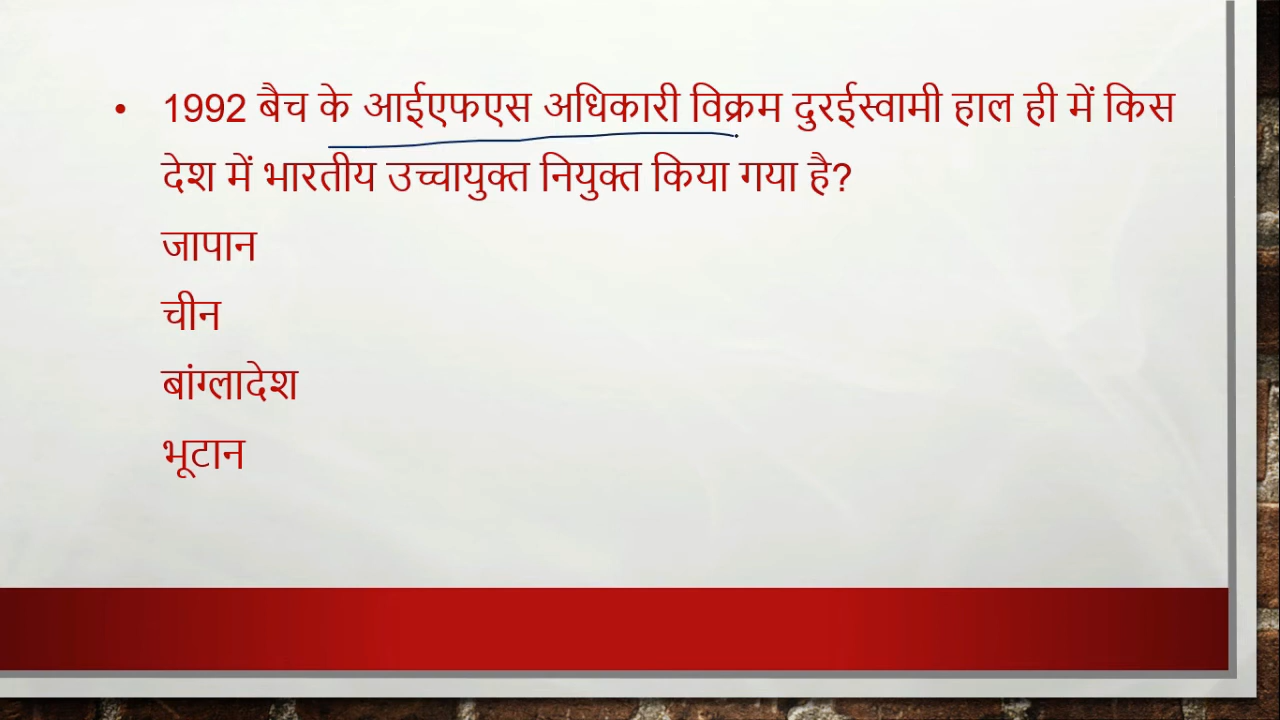 • 1992 बैच के आईएफएस अधिकारी विक्रम दुरईस्वामी हाल ही में किस
देश में भारतीय उच्चायुक्त नियुक्त किया गया है?
जापान
चीन
बांग्लादेश
भूटान